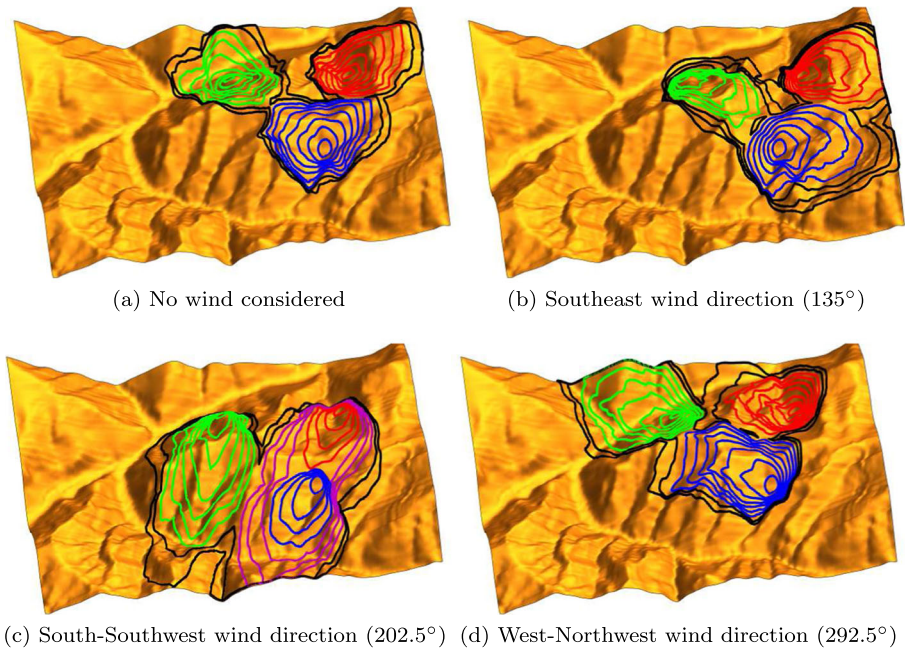 (a) No wind considered
(b) Southeast wind direction (135°)
(c) South-Southwest wind direction (202.5°)
(d) West-Northwest wind direction (292.5°)